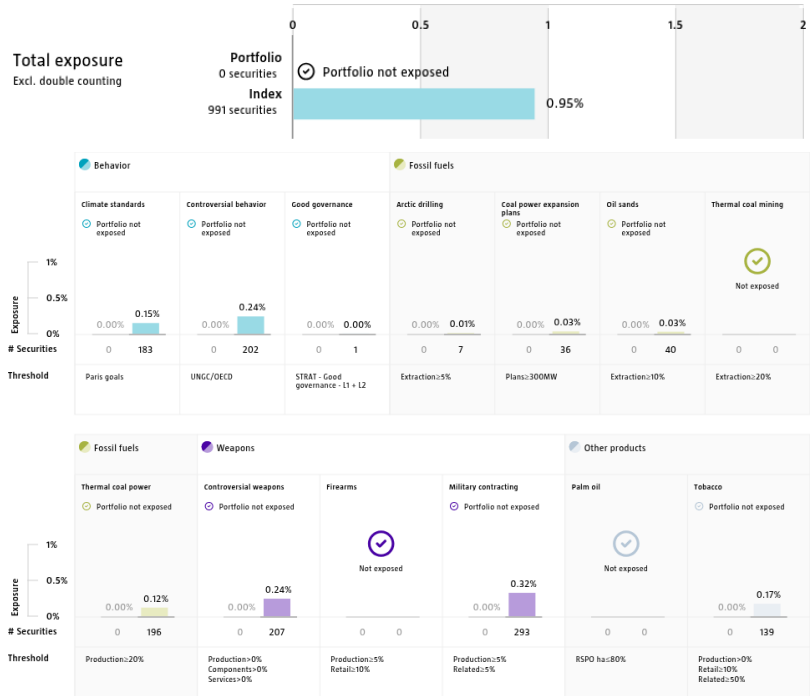 0 0.5 1 1.5 2
Total exposure
Excl. double counting
Portfolio
0 securities
Portfolio not exposed
Index
991 securities
0.95%
Behavior
Fossil fuels
Climate standards
Portfolio not
exposed
Controversial behavior
Portfolio not
exposed
Good governance
Portfolio not
exposed
Arctic drilling
Portfolio not
exposed
Coal power expansion
plans
Portfolio not
exposed
Oil sands
Portfolio not
exposed
Thermal coal mining
Not exposed
Exposure
1%
0.5%
0%
0.00% 0.15% 0.00% 0.24% 0.00% 0.00% 0.00% 0.01% 0.00% 0.03% 0.00% 0.03%
# Securities 0 183 0 202 0 1 0 7 0 36 0 40 0 0
Threshold
Paris goals
UNGC/OECD
STRAT - Good
governance - L1 + L2
Extraction≥5%
Plans≥300MW
Extraction≥10%
Extraction≥20%
Fossil fuels
Weapons
Other products
Thermal coal power
Portfolio not exposed
Controversial weapons
Portfolio not exposed
Firearms
Not exposed
Military contracting
Portfolio not exposed
Palm oil
Not exposed
Tobacco
Portfolio not exposed
Exposure
1%
0.5%
0%
0.00% 0.12% 0.00% 0.24% 0.00% 0.32% 0.00% 0.17%
# Securities 0 196 0 207 0 0 0 293 0 0 0 139
Threshold
Production≥20%
Production>0%
Components>0%
Services>0%
Production≥5%
Retail≥10%
Production≥5%
Related≥5%
RSPO ha≤80%
Production>0%
Retail≥10%
Related≥50%